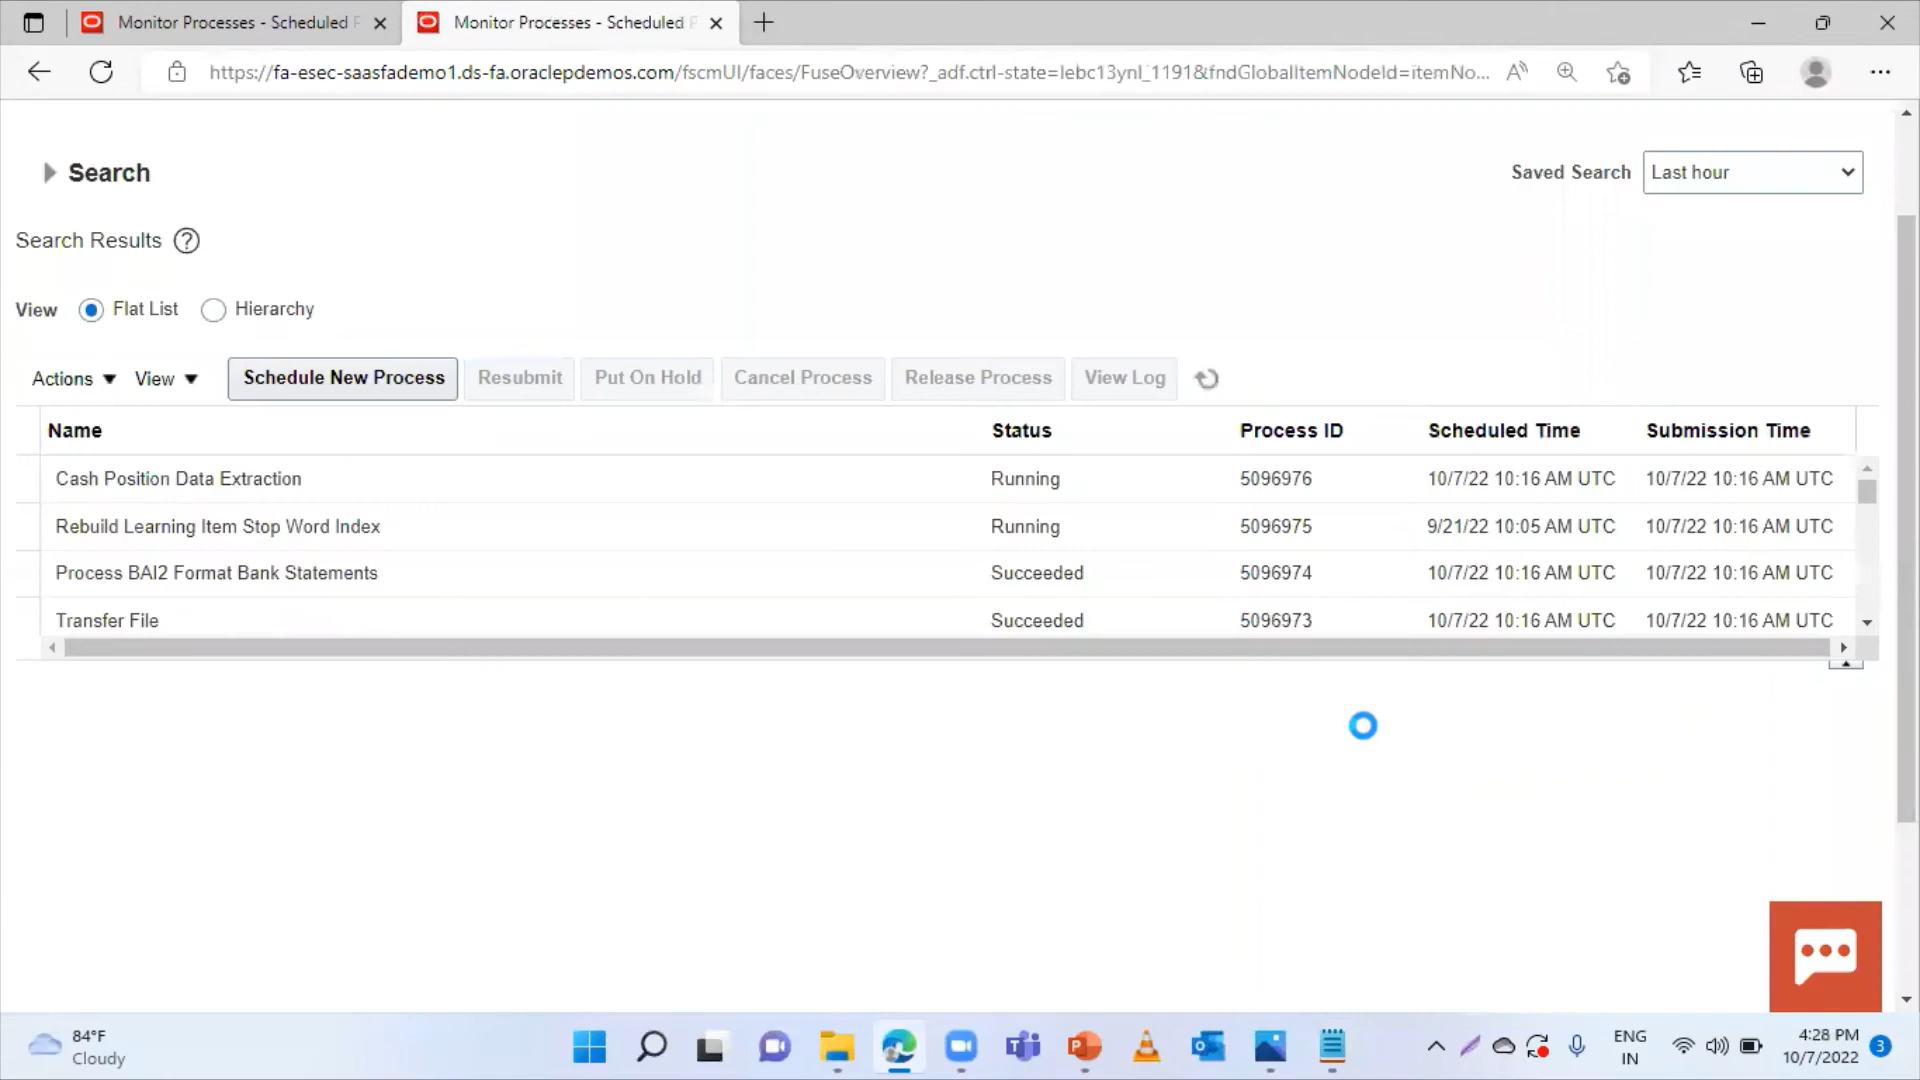 Monitor Processes - Scheduled P
Monitor Processes - Scheduled P
https://fa-esec-saasfademo1.ds-fa.oraclepdemos.com/fscmUI/faces/FuseOverview?_adf.ctrl-state=lebc13ynl_1191&fndGlobalItemNodeId=itemNo...
Search
Saved Search Last hour
Search Results ?
View Flat List Hierarchy
Actions View Schedule New Process Resubmit Put On Hold Cancel Process Release Process View Log
Name Status Process ID Scheduled Time Submission Time
Cash Position Data Extraction Running 5096976 10/7/22 10:16 AM UTC 10/7/22 10:16 AM UTC
Rebuild Learning Item Stop Word Index Running 5096975 9/21/22 10:05 AM UTC 10/7/22 10:16 AM UTC
Process BAI2 Format Bank Statements Succeeded 5096974 10/7/22 10:16 AM UTC 10/7/22 10:16 AM UTC
Transfer File Succeeded 5096973 10/7/22 10:16 AM UTC 10/7/22 10:16 AM UTC
84°F
Cloudy
ENG
IN
4:28 PM
10/7/2022
3